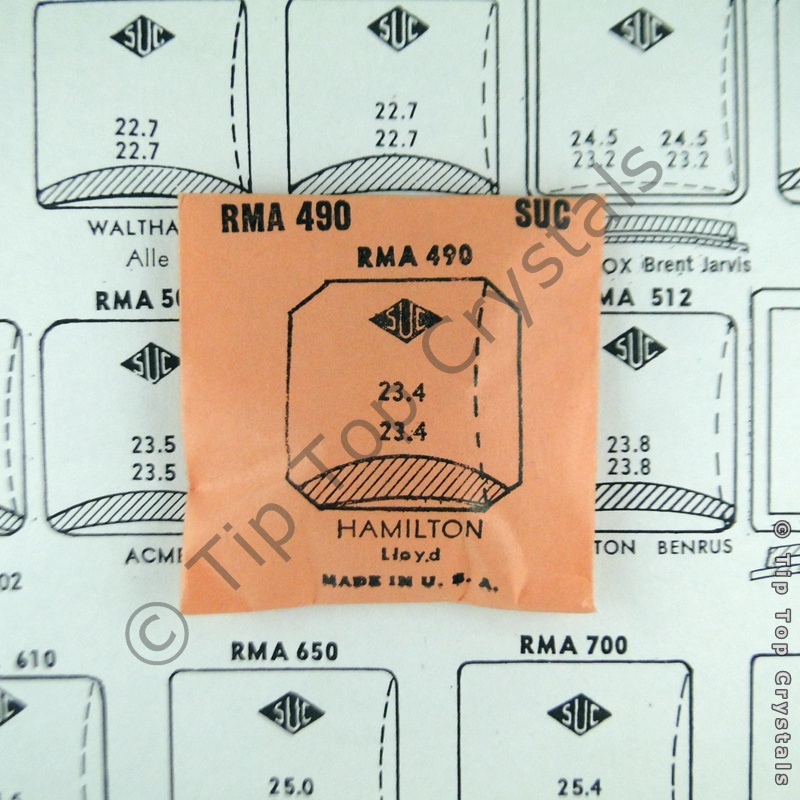 SUC
22.7
22.7
SUC
22.7
22.7
SUC
24.5 24.5
23.2 23.2
WALTHA
Alle
OX Brent Jarvis
RMA 50
SUC
23.5
23.5
ACME
MA 512
SUC
23.8
23.8
TON BENRUS
RMA 490 SUC
RMA 490
SUC
23.4
23.4
HAMILTON
Lloyd
MADE IN U. S. A.
02
610
RMA 650
SUC
25.0
RMA 700
SUC
25.4
© Tip Top Crystals
© Tip Top Crystals